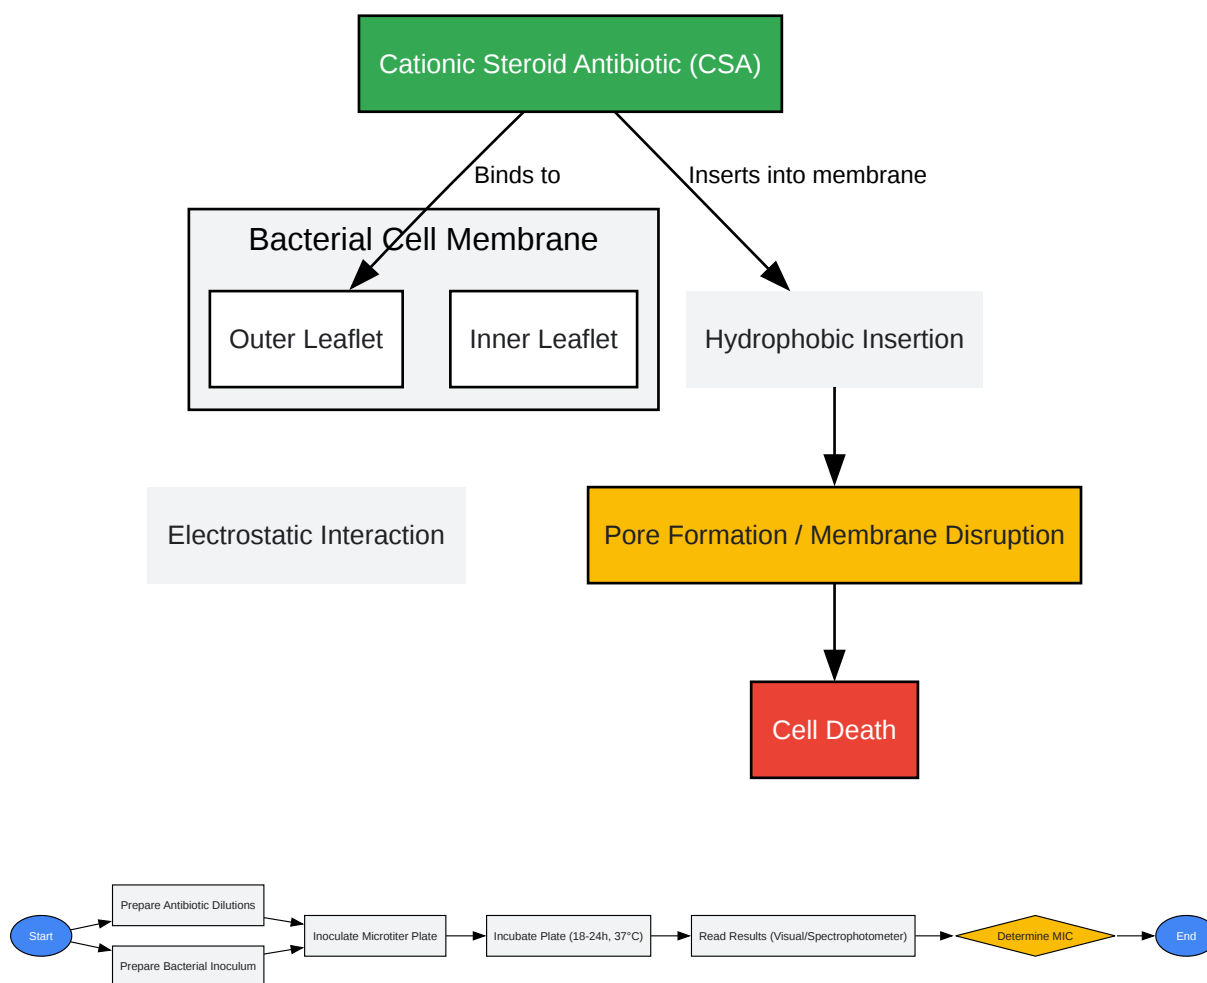 Cationic Steroid Antibiotic (CSA)
Binds to
Inserts into membrane
Bacterial Cell Membrane
Outer Leaflet
Inner Leaflet
Hydrophobic Insertion
Electrostatic Interaction
Pore Formation / Membrane Disruption
Cell Death
Start
Prepare Antibiotic Dilutions
Prepare Bacterial Inoculum
Inoculate Microtiter Plate
Incubate Plate (18-24h, 37°C)
Read Results (Visual/Spectrophotometer)
Determine MIC
End